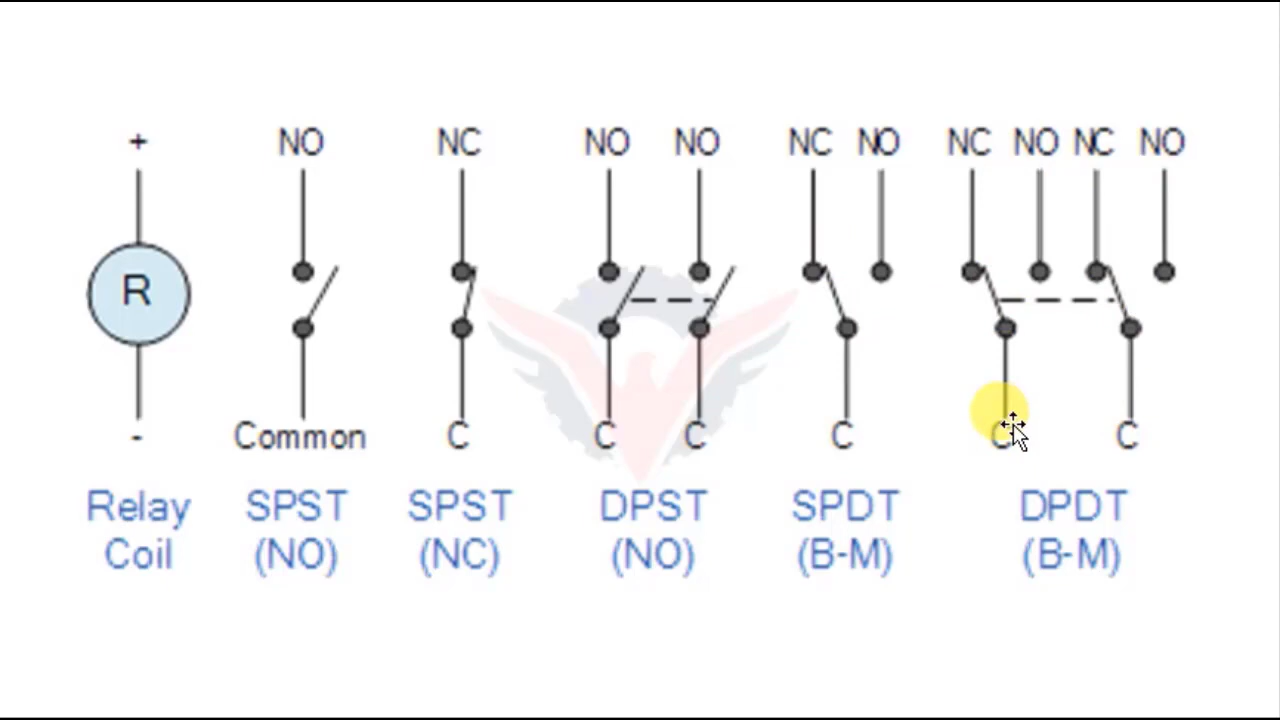 + NO NC NO NO NC NO NC NO NC NO
R
- Common C C C C C C
Relay SPST SPST DPST SPDT DPDT
Coil (NO) (NC) (NO) (B-M) (B-M)